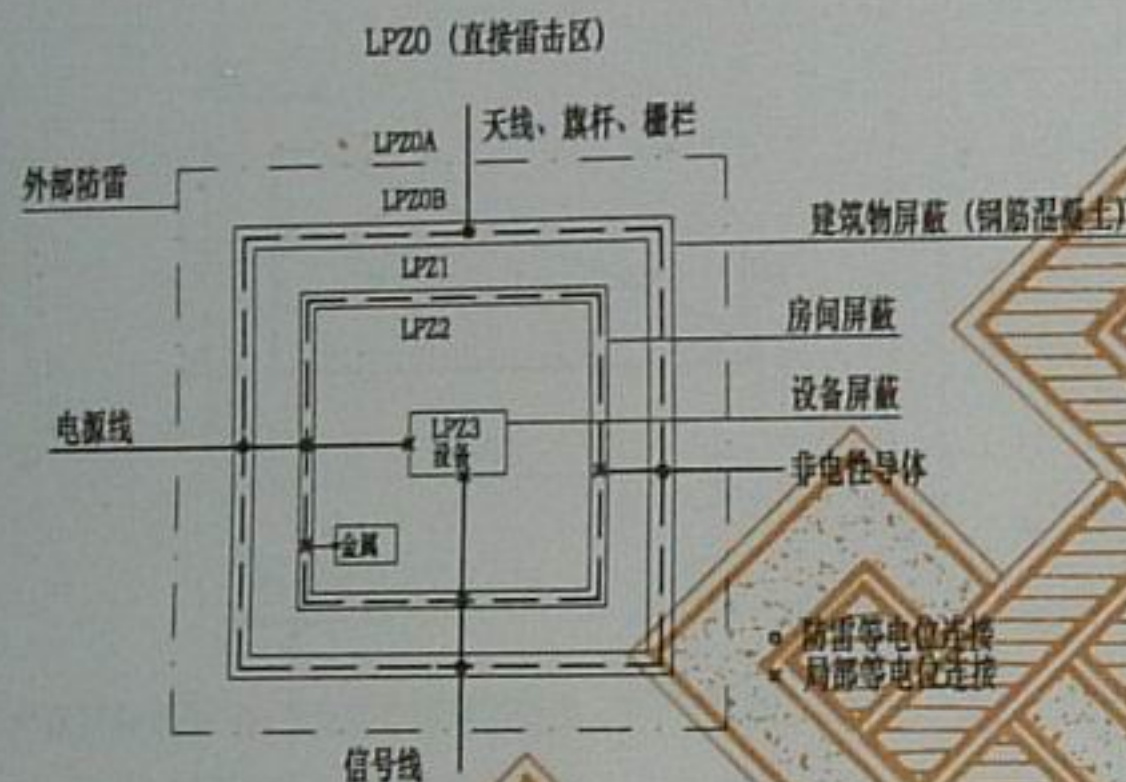 LPZ0 (直接雷击区)
天线、旗杆、栅栏
LPZ0A
外部防雷
LPZ0B
建筑物屏蔽 (钢筋混凝土)
LPZ1
房间屏蔽
LPZ2
设备屏蔽
电源线
LPZ3
设备
非电性导体
金属
防雷等电位连接
局部等电位连接
信号线